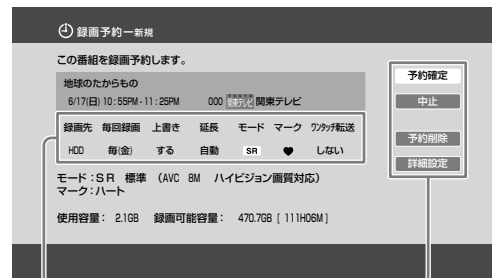 録画予約ー新規
この番組を録画予約します。
地球のたからもの
6/17(日) 10:55PM-11:25PM 000 関東テレビ 関東テレビ
録画先 毎回録画 上書き 延長 モード マーク ワンタッチ転送
HDD 毎(金) する 自動 SR ♥ しない
モード:SR 標準 (AVC 8M ハイビジョン画質対応)
マーク:ハート
使用容量: 2.1GB 録画可能容量: 470.7GB [ 111H06M ]
予約確定
中止
予約削除
詳細設定